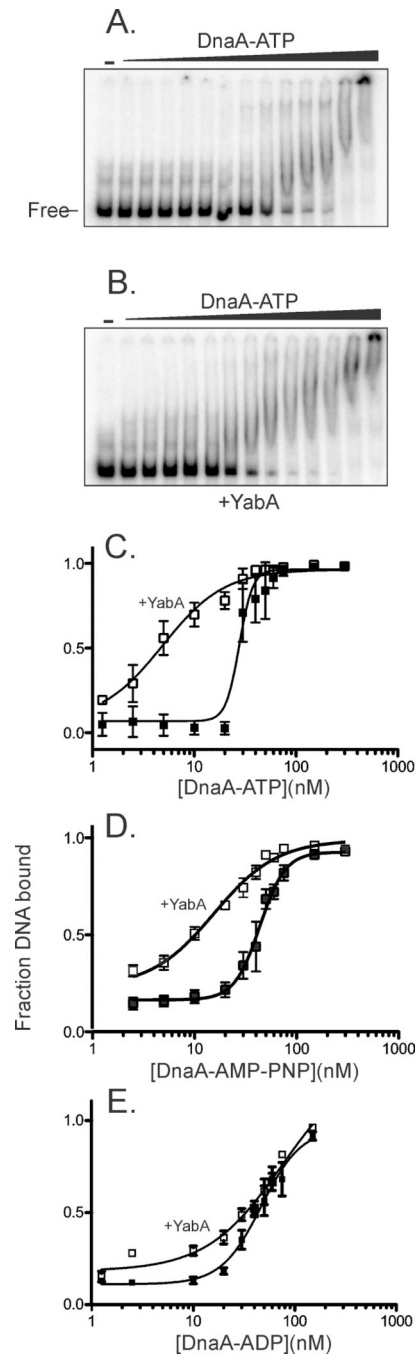 A.
DnaA-ATP
-
Free-
B.
DnaA-ATP
-
+YabA
C.
1.0
+YabA
0.5
0.0
1 10 100 1000
[DnaA-ATP](nM)
D.
1.0
+YabA
0.5
0.0
1 10 100 1000
[DnaA-AMP-PNP](nM)
Fraction DNA bound
E.
1.0
+YabA
0.5
0.0
1 10 100 1000
[DnaA-ADP](nM)